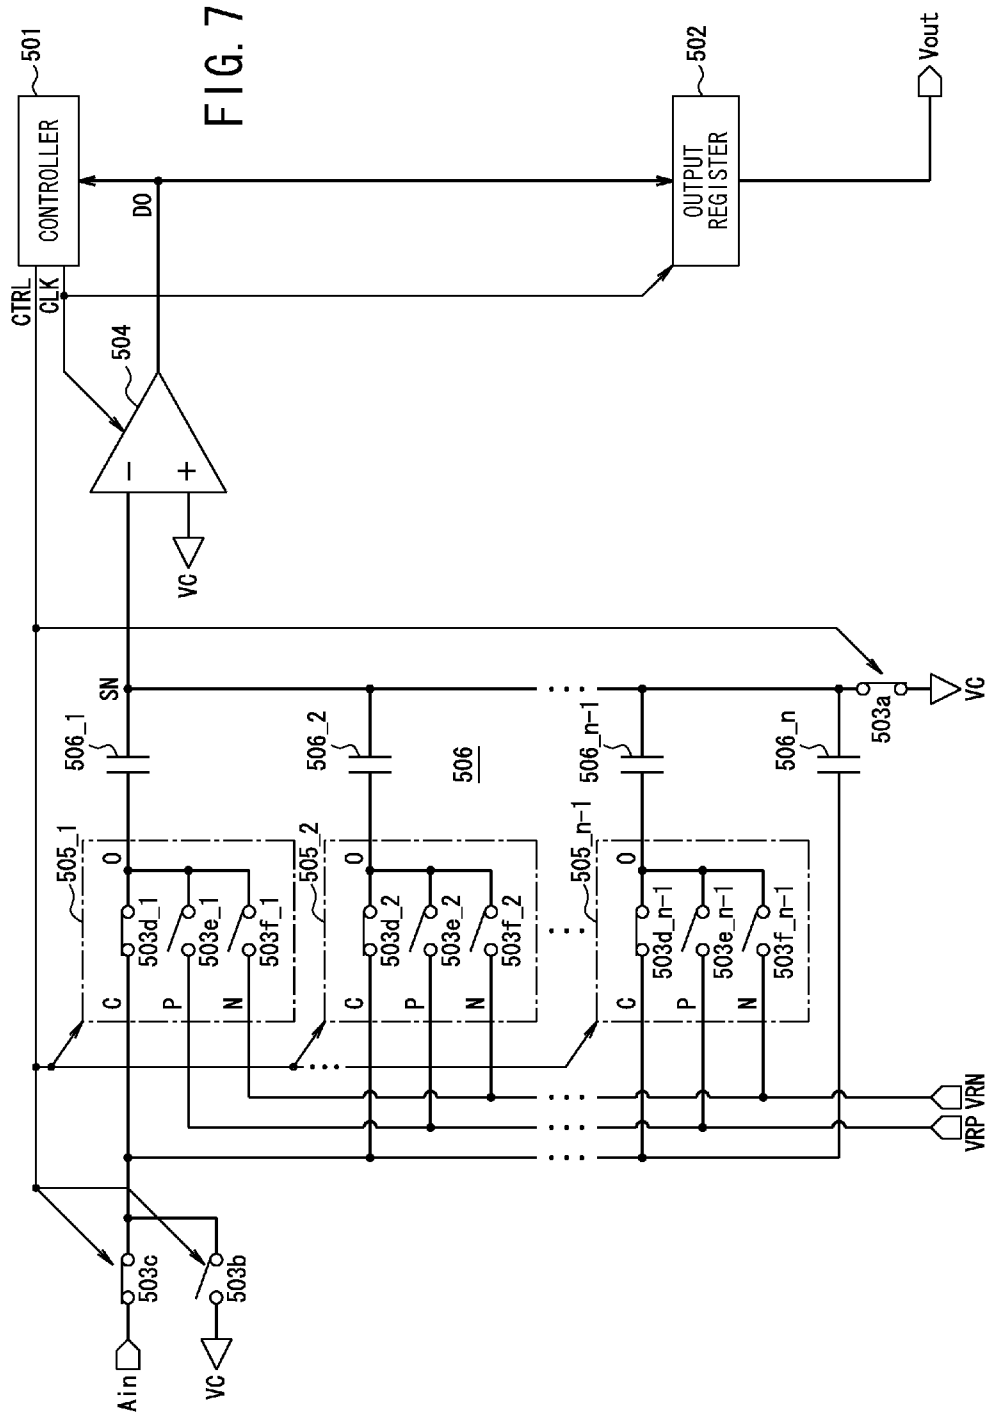 FIG. 7
501
CONTROLLER
CTRL
CLK
DO
502
OUTPUT
REGISTER
Vout
504
−
+
VC
SN
503a
VC
506_1
506_2
506
506_n-1
506_n
505_1
O
503d_1
503e_1
503f_1
C
P
N
505_2
O
503d_2
503e_2
503f_2
C
P
N
...
505_n-1
O
503d_n-1
503e_n-1
503f_n-1
C
P
N
VRN
VRP
503c
503b
Ain
VC